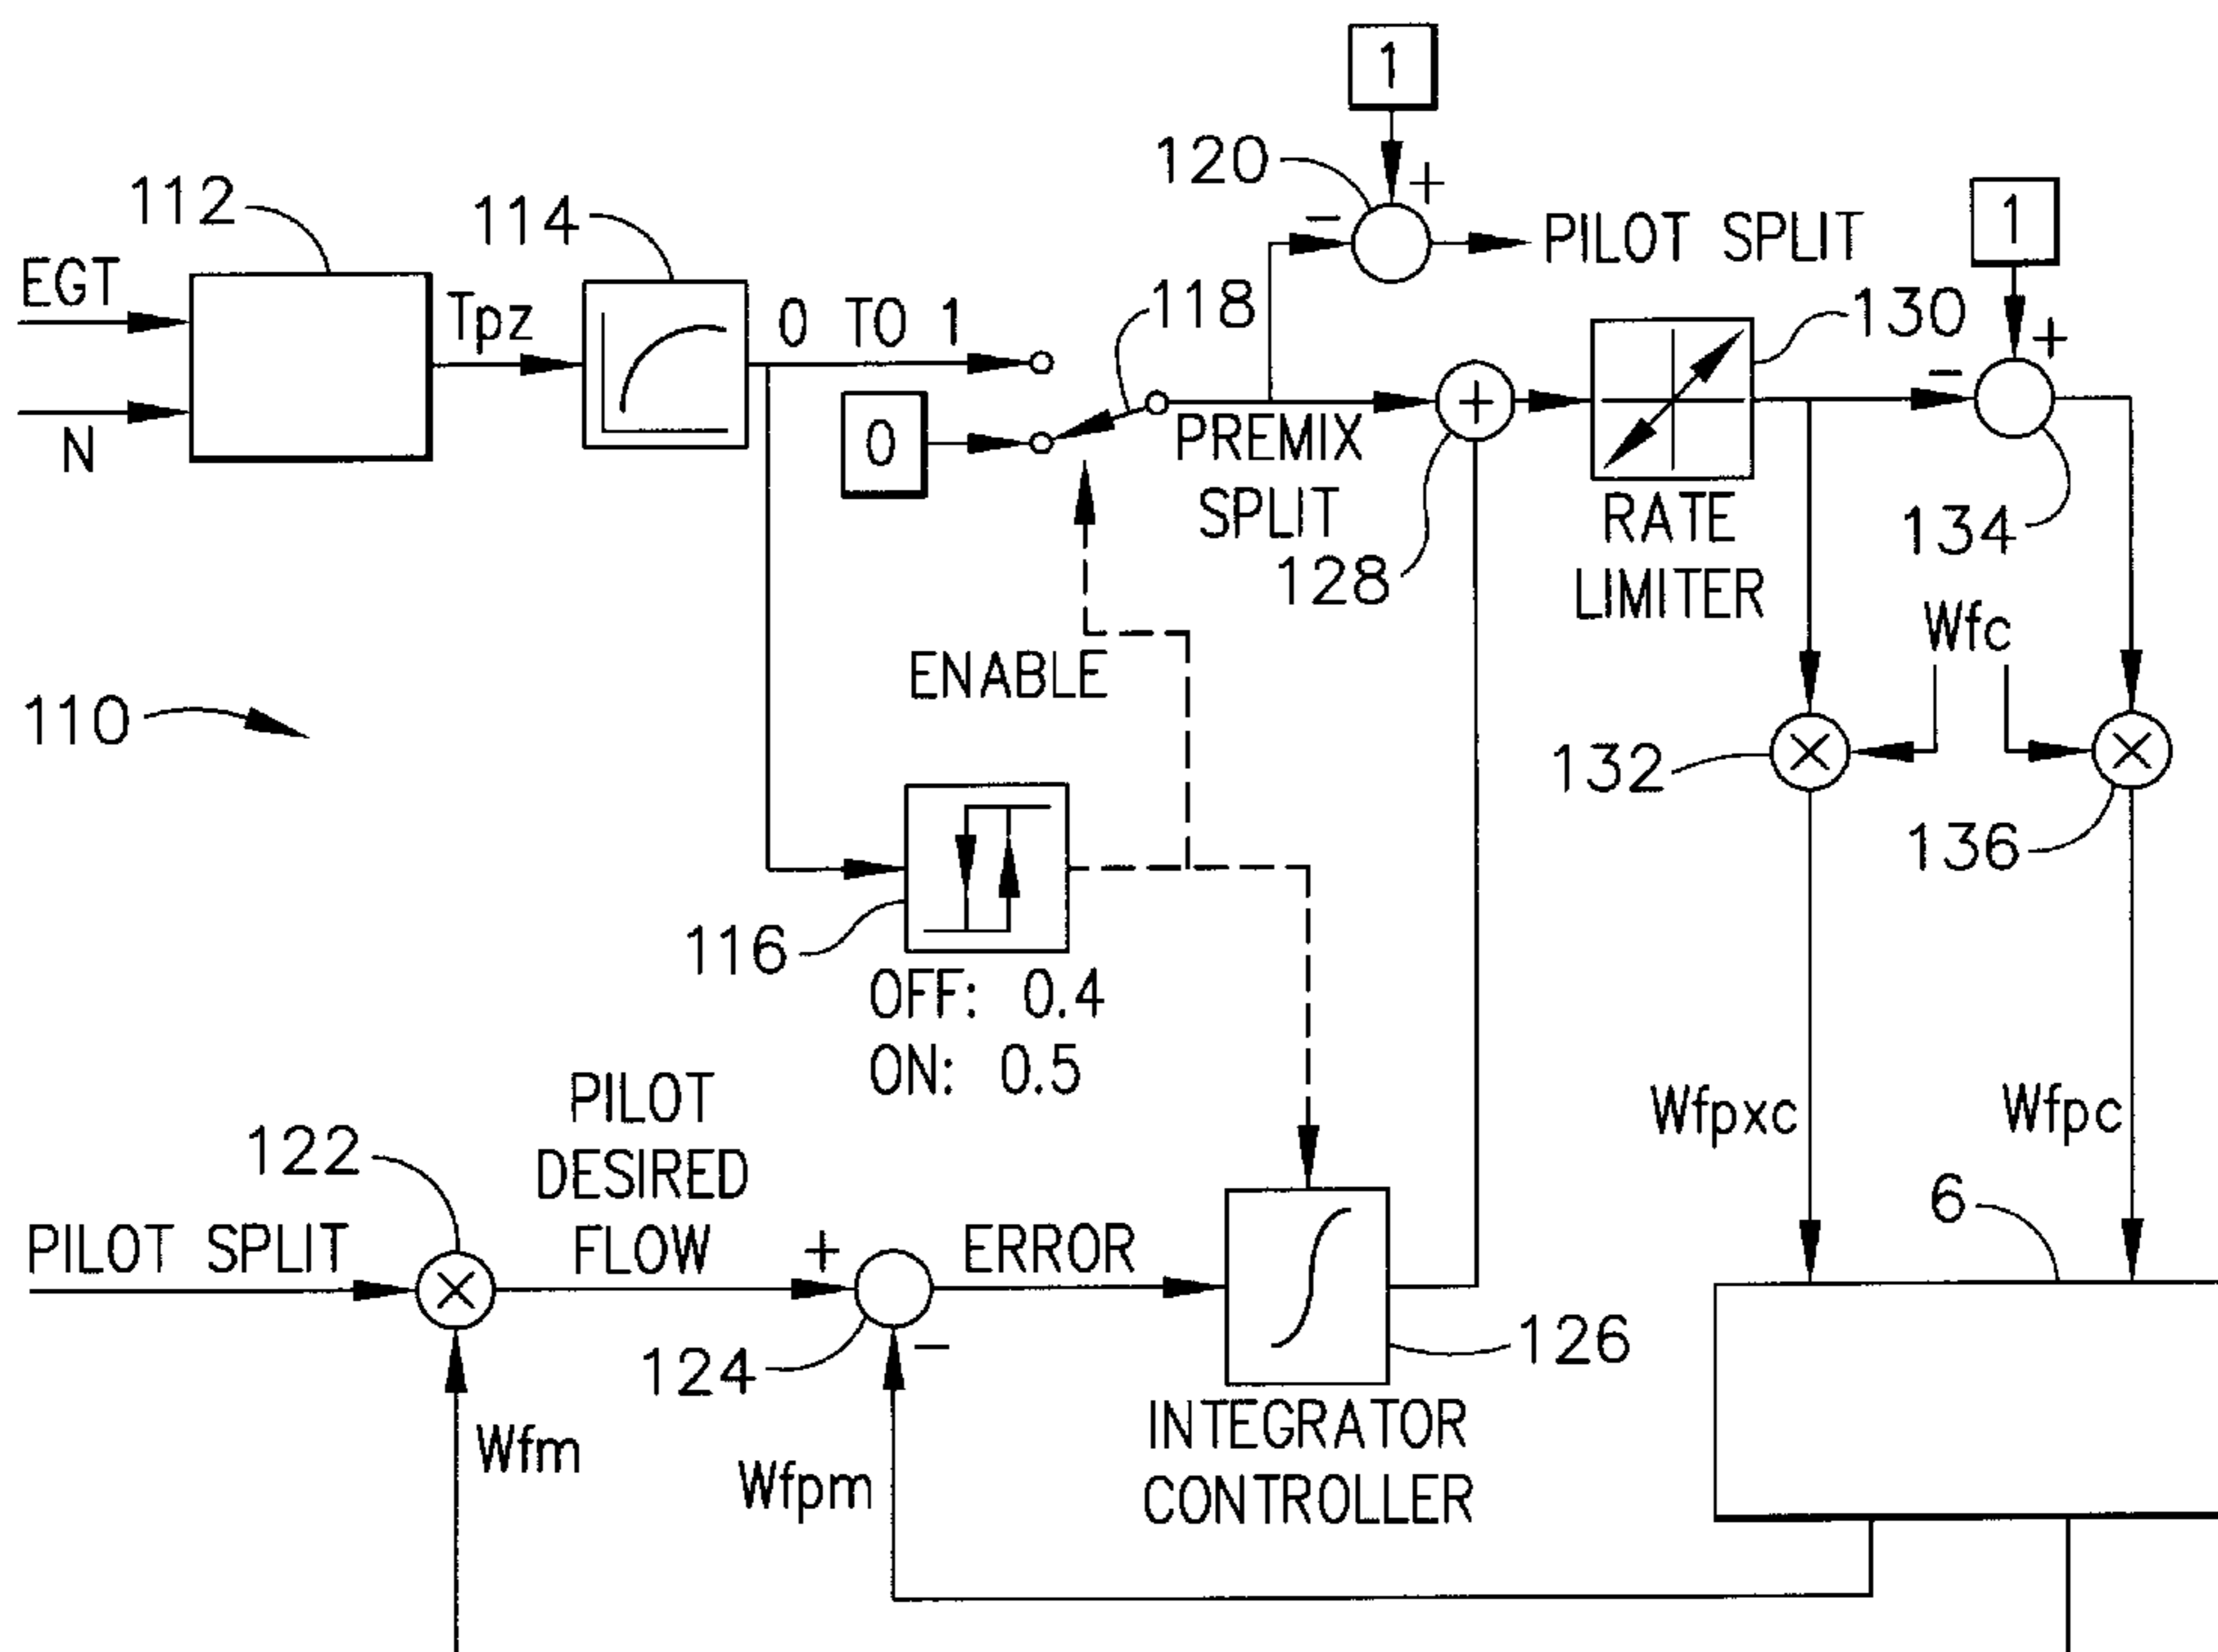 1
120
+
112
114
-
PILOT SPLIT
1
EGT
Tpz
0 TO 1
118
130
+
-
N
0
PREMIX
SPLIT
+
128
RATE
LIMITER
134
Wfc
ENABLE
110
132
×
×
136
116
OFF: 0.4
ON: 0.5
122
PILOT
DESIRED
FLOW
Wfpxc
Wfpc
6
PILOT SPLIT
×
+
ERROR
124
-
126
INTEGRATOR
CONTROLLER
Wfm
Wfpm